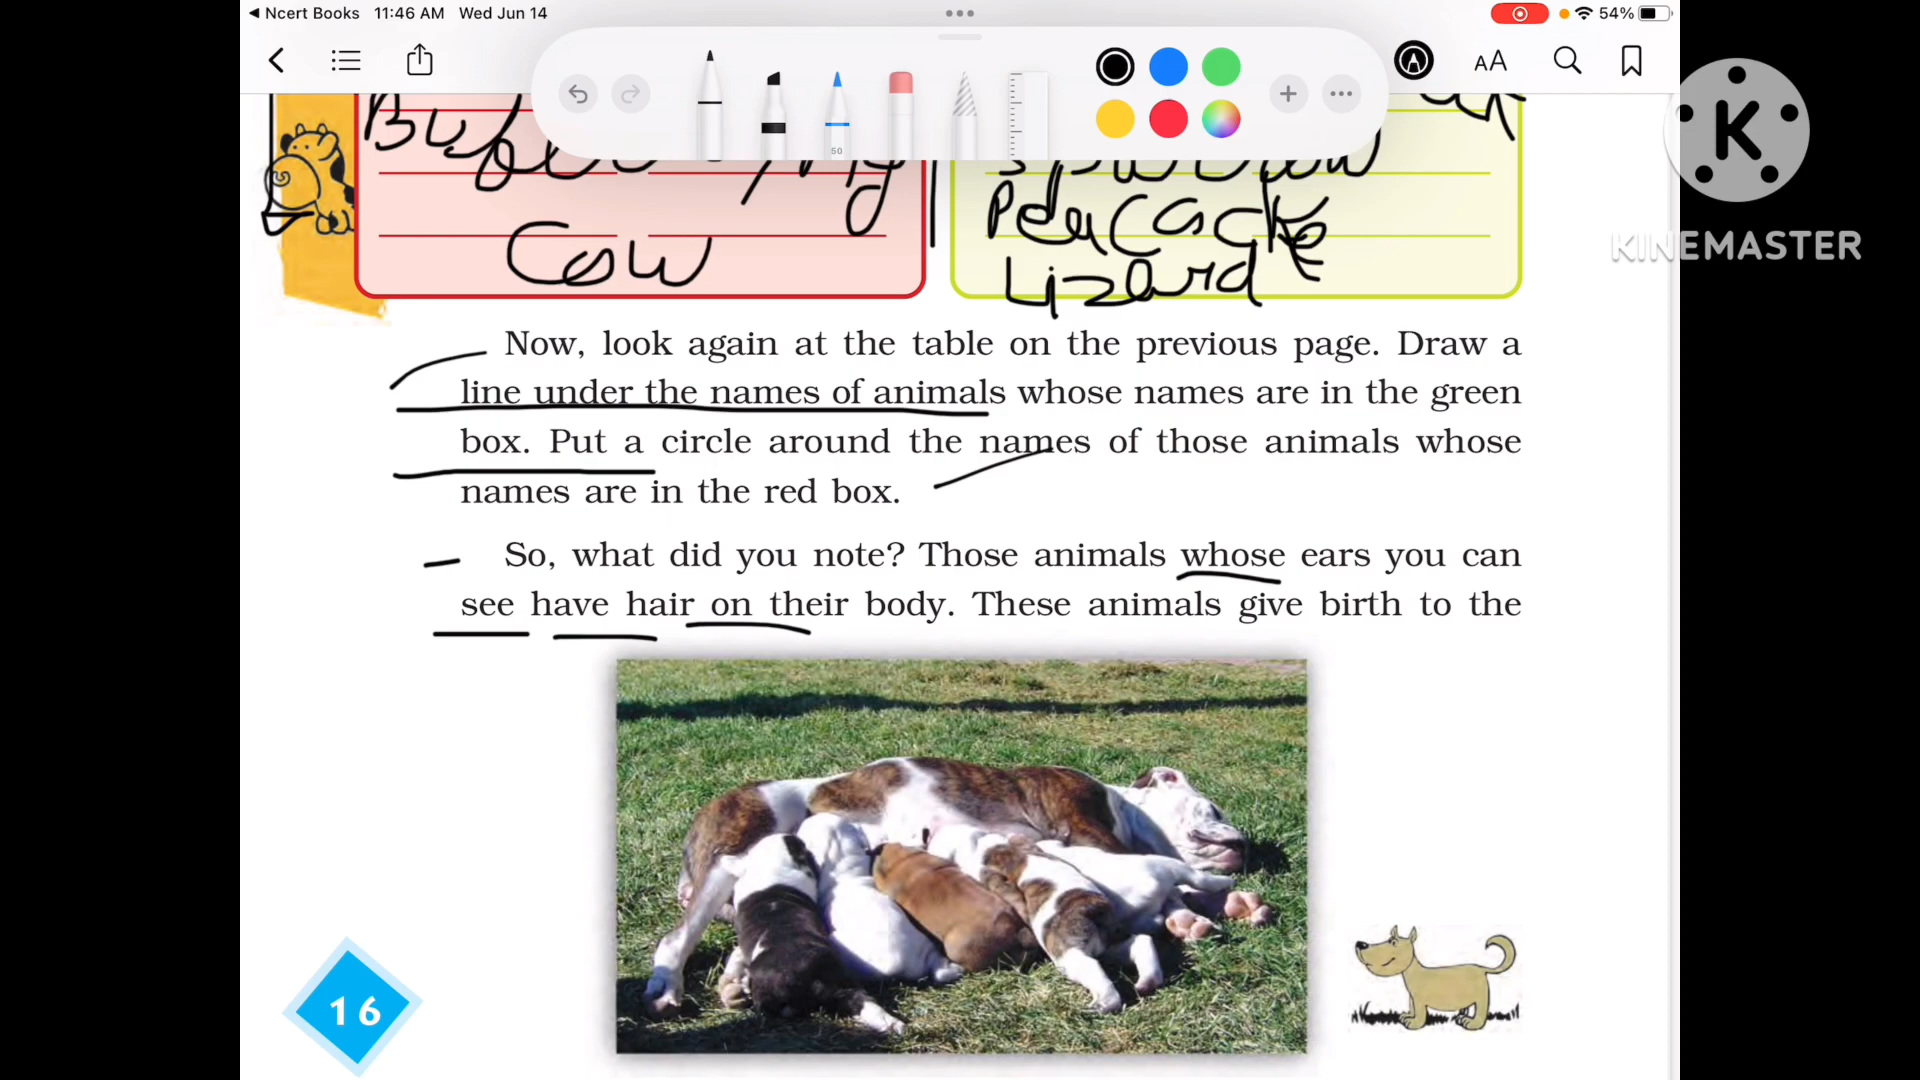 Ncert Books 11:46 AM Wed Jun 14
54%
AA
50
K
KINEMASTER
Cow
Lizard
Now, look again at the table on the previous page. Draw a
line under the names of animals whose names are in the green
box. Put a circle around the names of those animals whose
names are in the red box.
So, what did you note? Those animals whose ears you can
see have hair on their body. These animals give birth to the
16